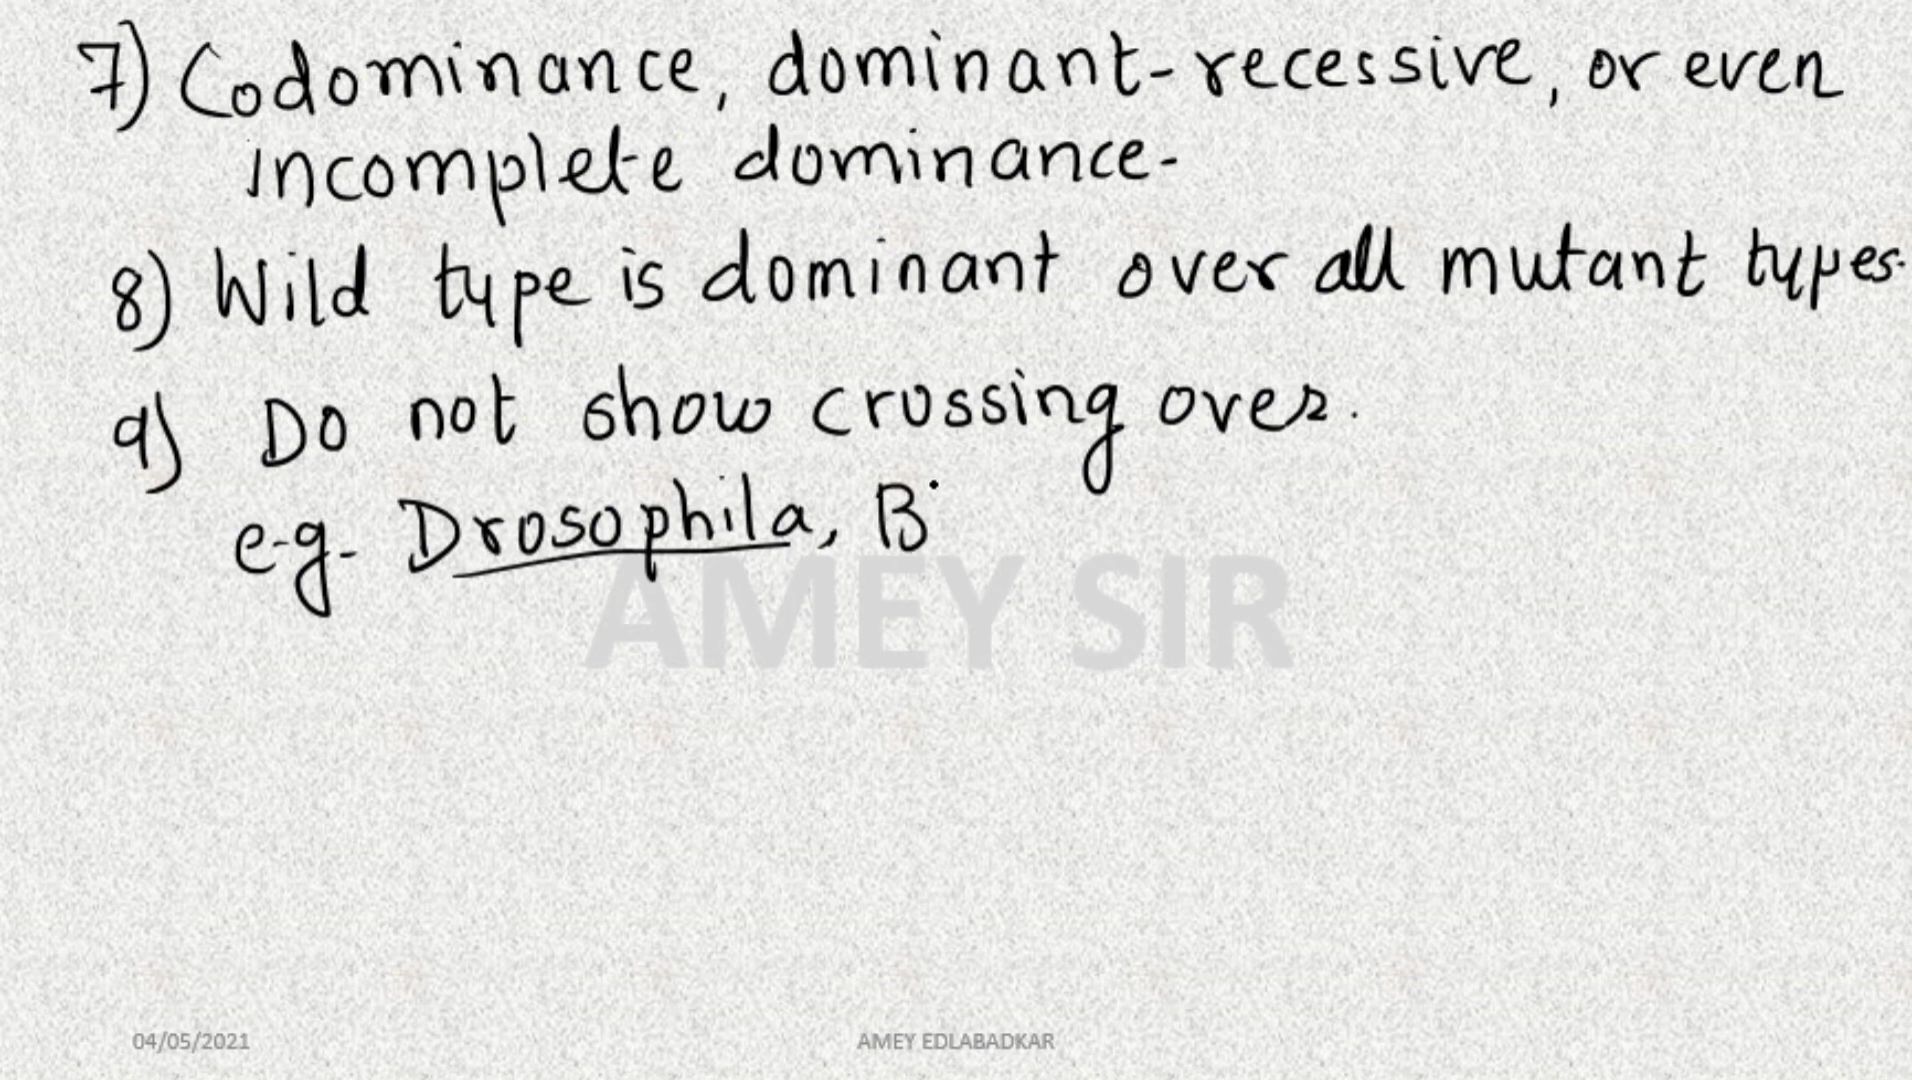 7) Codominance, dominant-recessive, or even
incomplete dominance-
8) Wild type is dominant over all mutant types.
9) Do not show crossing over.
e-g- Drosophila, B
AMEY SIR
04/05/2021
AMEY EDLABADKAR